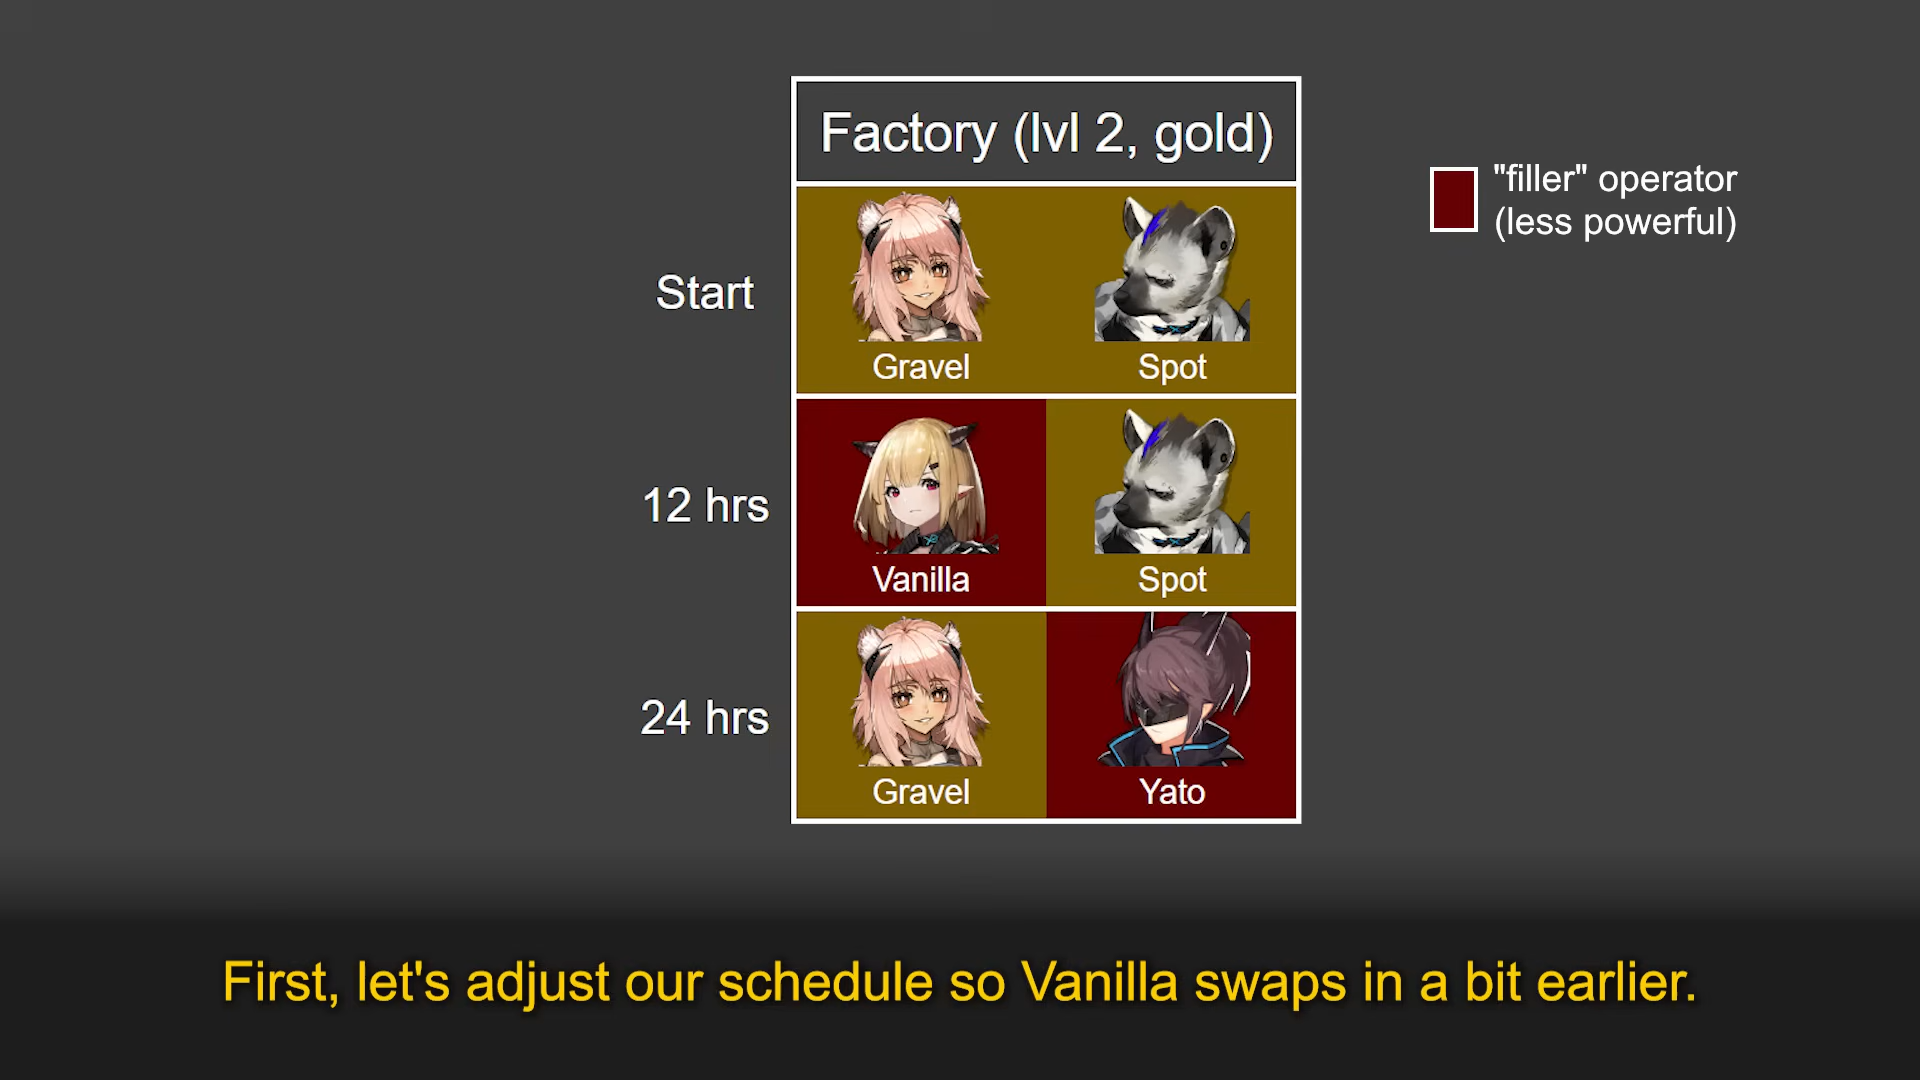 Factory (lvl 2, gold)
"filler" operator
(less powerful)
Start
Gravel
Spot
12 hrs
Vanilla
Spot
24 hrs
Gravel
Yato
First, let's adjust our schedule so Vanilla swaps in a bit earlier.